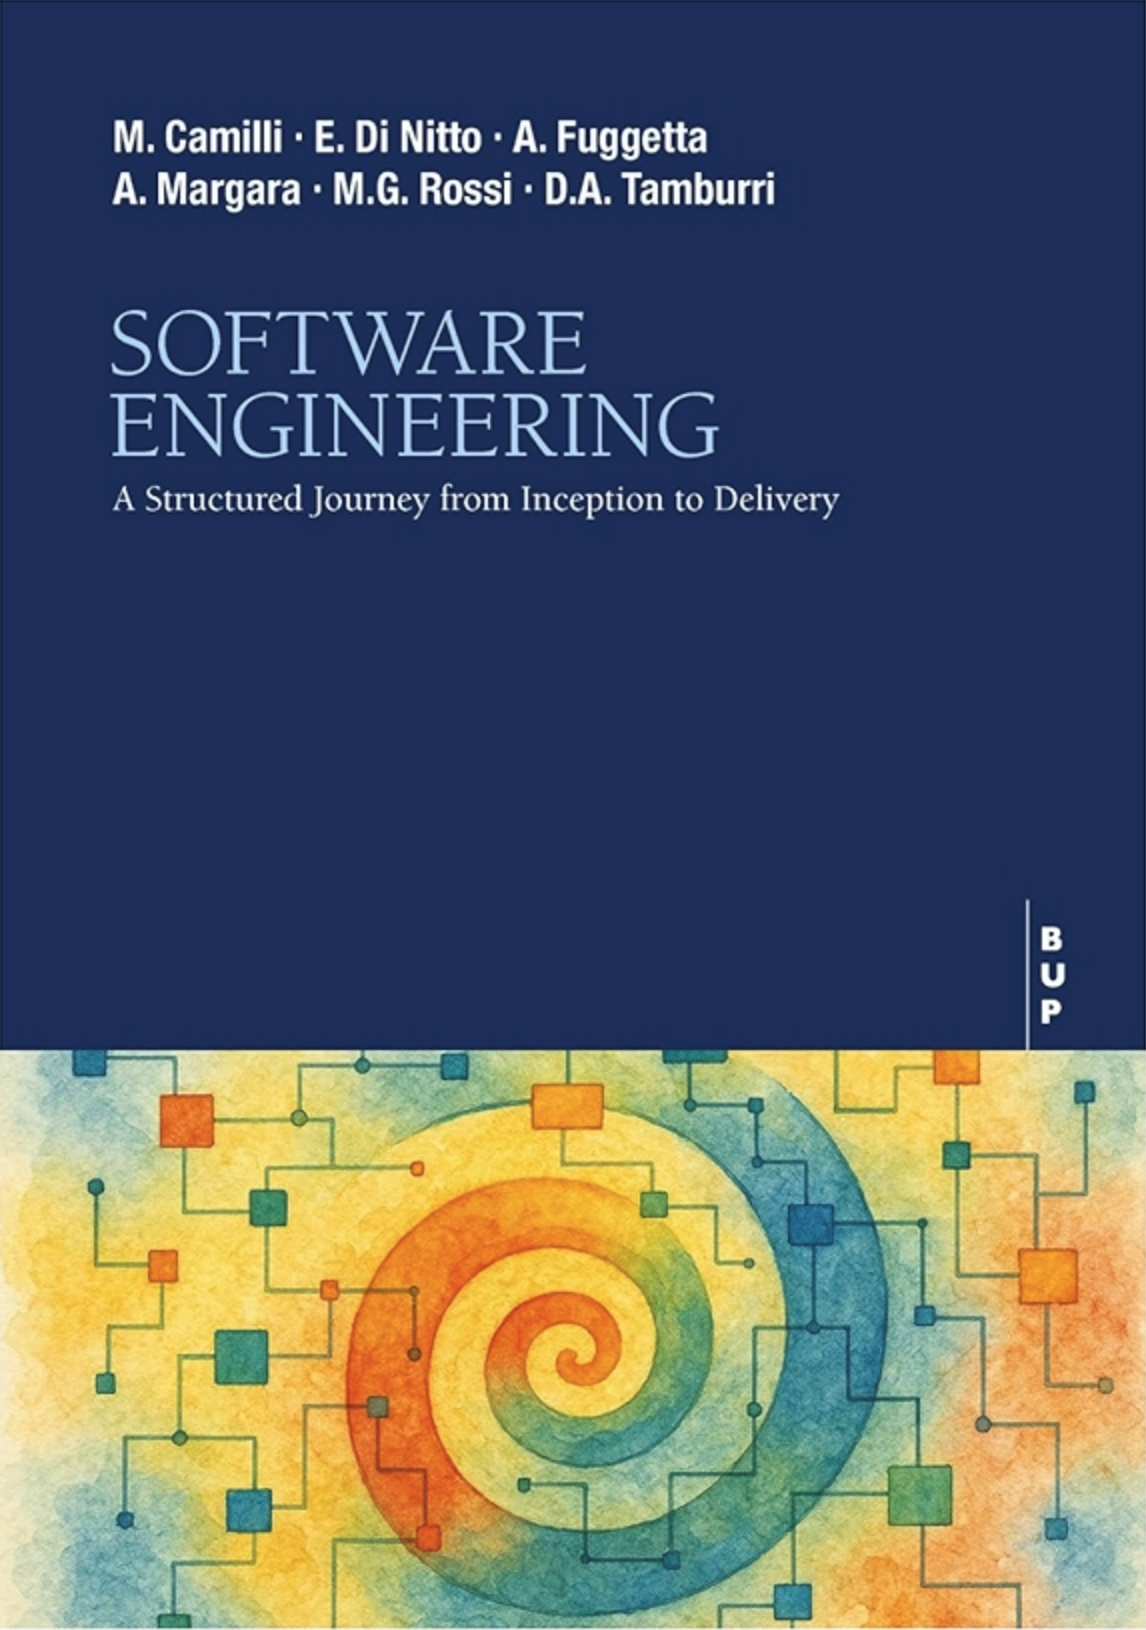 M. Camilli · E. Di Nitto · A. Fuggetta
A. Margara · M.G. Rossi · D.A. Tamburri
SOFTWARE
ENGINEERING
A Structured Journey from Inception to Delivery
B
U
P